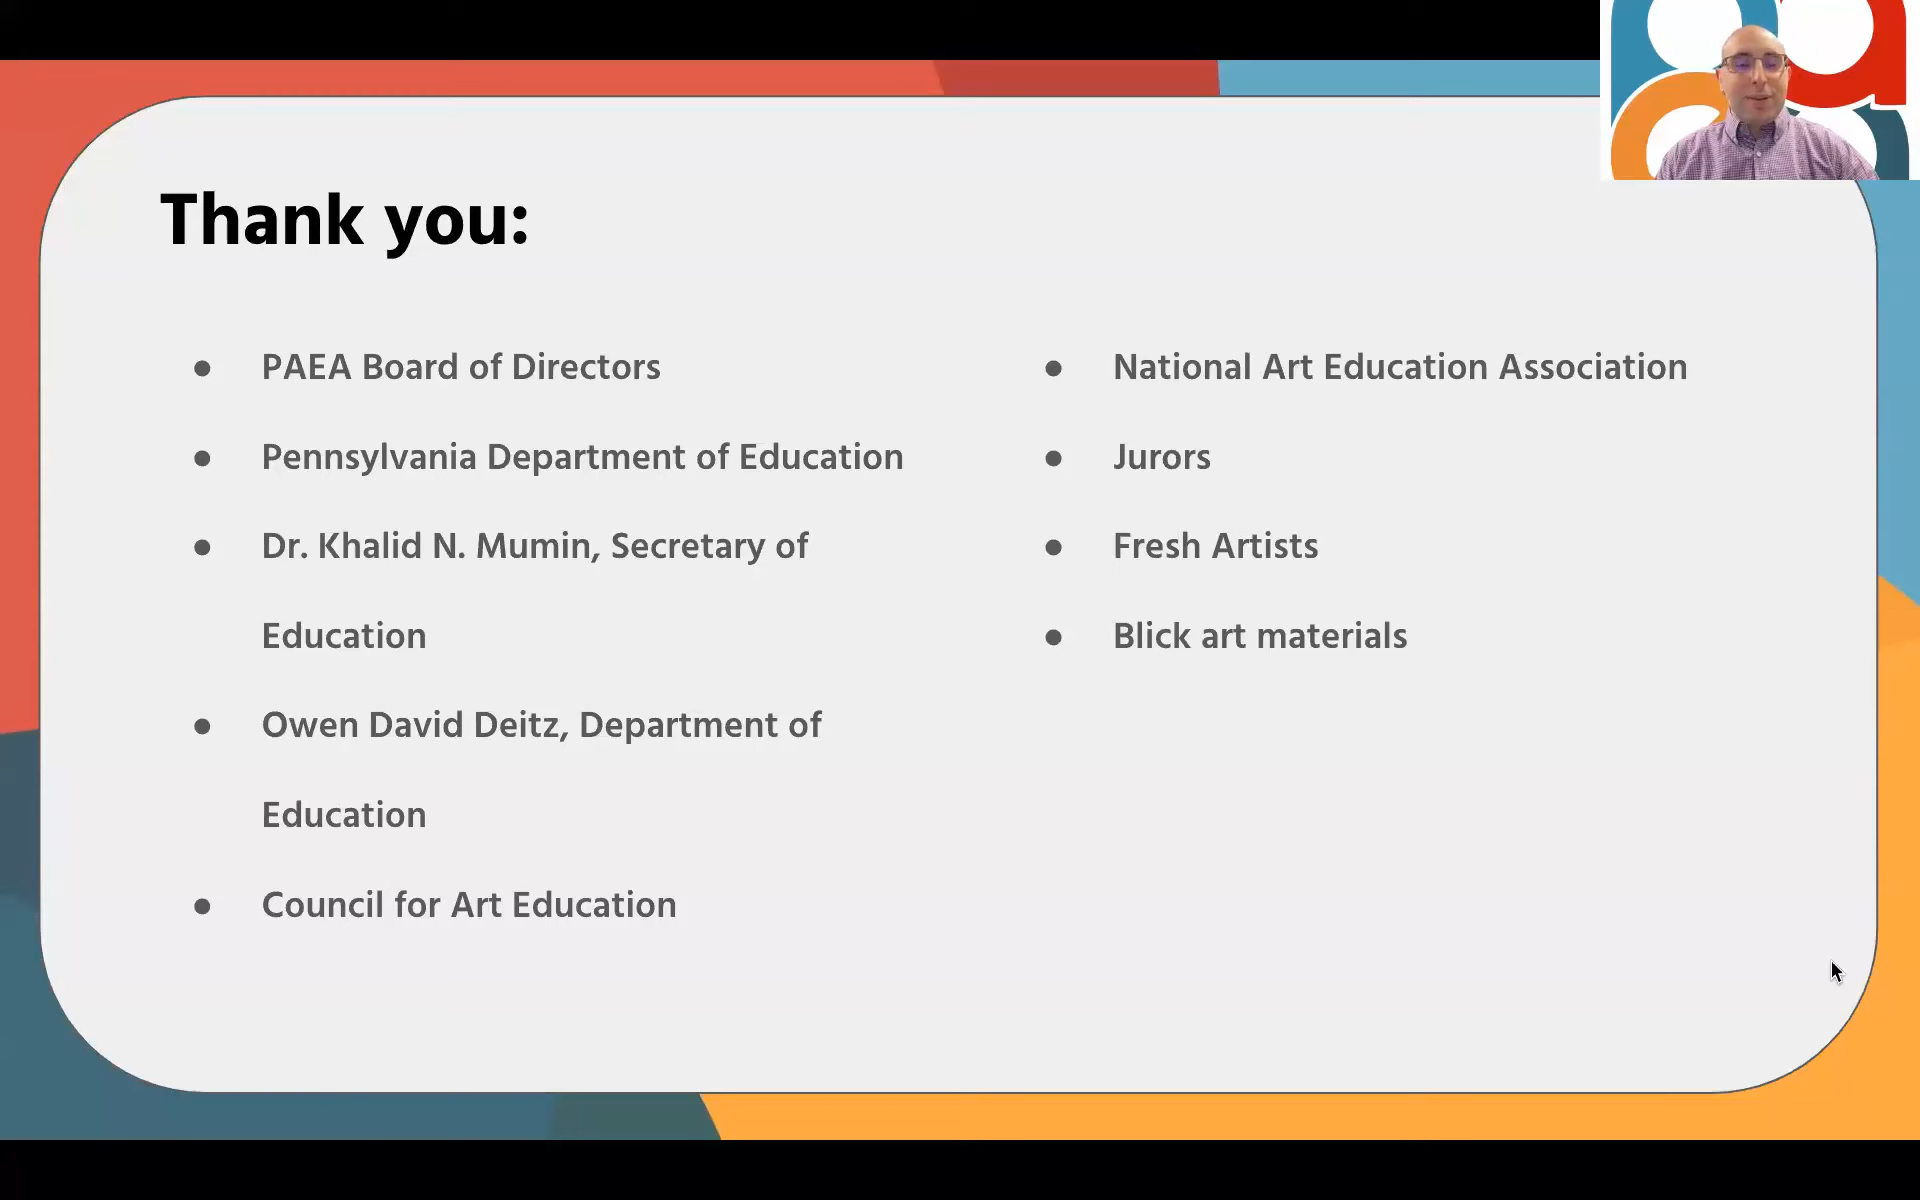 Thank you:
PAEA Board of Directors
Pennsylvania Department of Education
Dr. Khalid N. Mumin, Secretary of
Education
Owen David Deitz, Department of
Education
Council for Art Education
National Art Education Association
Jurors
Fresh Artists
Blick art materials